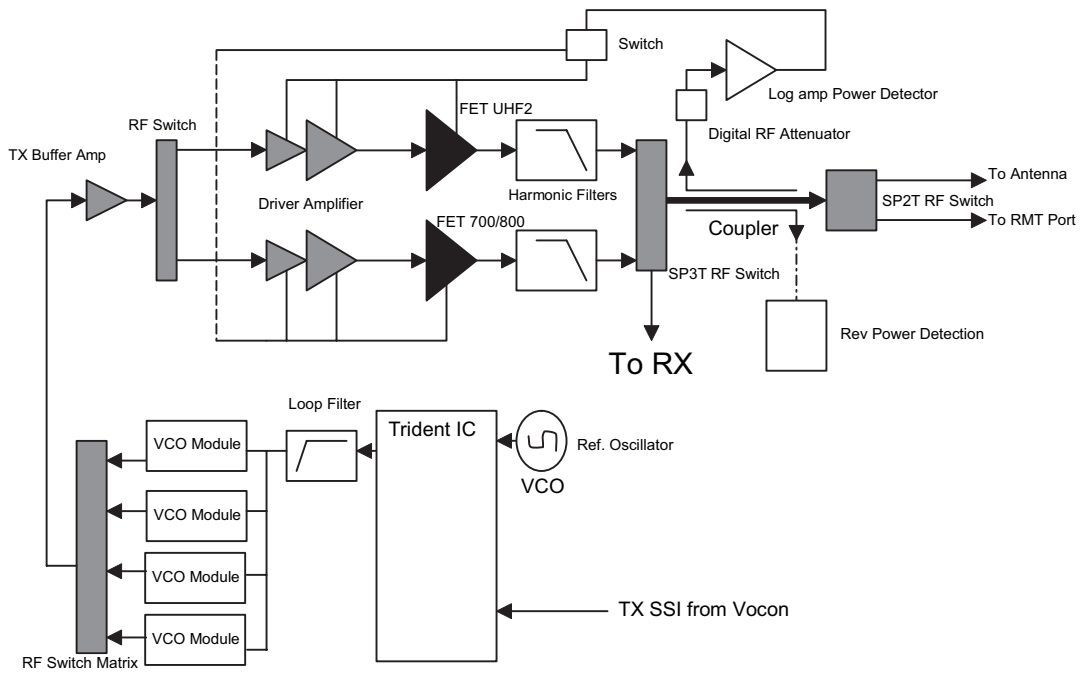 Switch
Log amp Power Detector
FET UHF2
RF Switch
Digital RF Attenuator
TX Buffer Amp
To Antenna
Harmonic Filters
Driver Amplifier
SP2T RF Switch
To RMT Port
FET 700/800
Coupler
SP3T RF Switch
Rev Power Detection
To RX
Loop Filter
Trident IC
VCO Module
Ref. Oscillator
VCO
VCO Module
VCO Module
TX SSI from Vocon
VCO Module
RF Switch Matrix